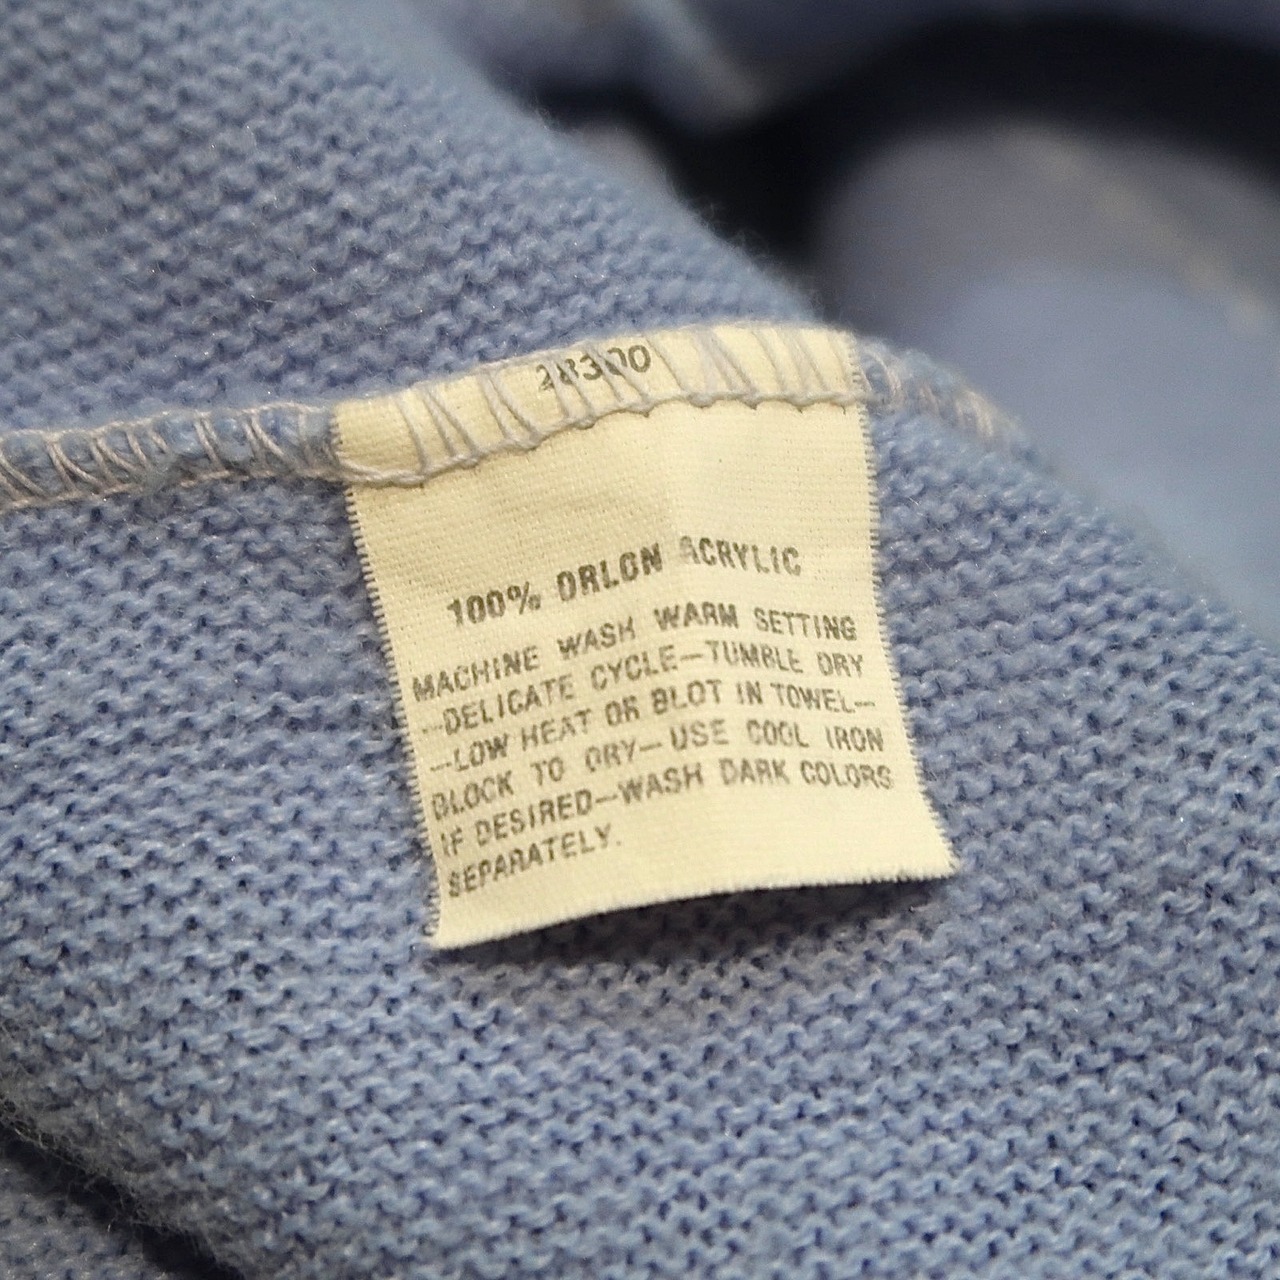 28300
100% ORLON ACRYLIC
MACHINE WASH WARM SETTING
—DELICATE CYCLE—TUMBLE DRY
—LOW HEAT OR BLOT IN TOWEL—
BLOCK TO DRY—USE COOL IRON
IF DESIRED—WASH DARK COLORS
SEPARATELY.